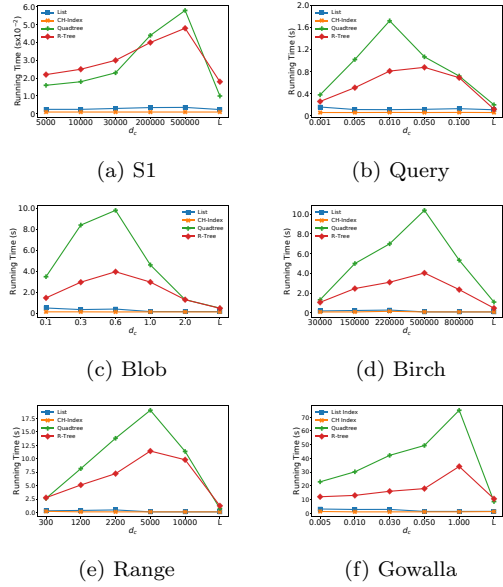 6.0
5.0
4.0
3.0
2.0
1.0
0
Running Time (s×10⁻²)
List
CH-Index
Quadtree
R-Tree
5000 10000 30000 200000 500000 L
d_c
(a) S1
2.0
1.6
1.2
0.8
0.4
0
Running Time (s)
List
CH-Index
Quadtree
R-Tree
0.001 0.005 0.010 0.050 0.100 L
d_c
(b) Query
10.0
8.0
6.0
4.0
2.0
0
Running Time (s)
List
CH-Index
Quadtree
R-Tree
0.1 0.3 0.6 1.0 2.0 L
d_c
(c) Blob
10.0
8.0
6.0
4.0
2.0
0
Running Time (s)
List
CH-Index
Quadtree
R-Tree
30000 150000 220000 500000 800000 L
d_c
(d) Birch
17.5
15.0
12.5
10.0
7.5
5.0
2.5
0.0
Running Time (s)
List
CH-Index
Quadtree
R-Tree
300 1200 2200 5000 10000 L
d_c
(e) Range
70
60
50
40
30
20
10
0
Running Time (s)
List Index
CH-Index
Quadtree
R-tree
0.005 0.010 0.030 0.050 1.000 L
d_c
(f) Gowalla